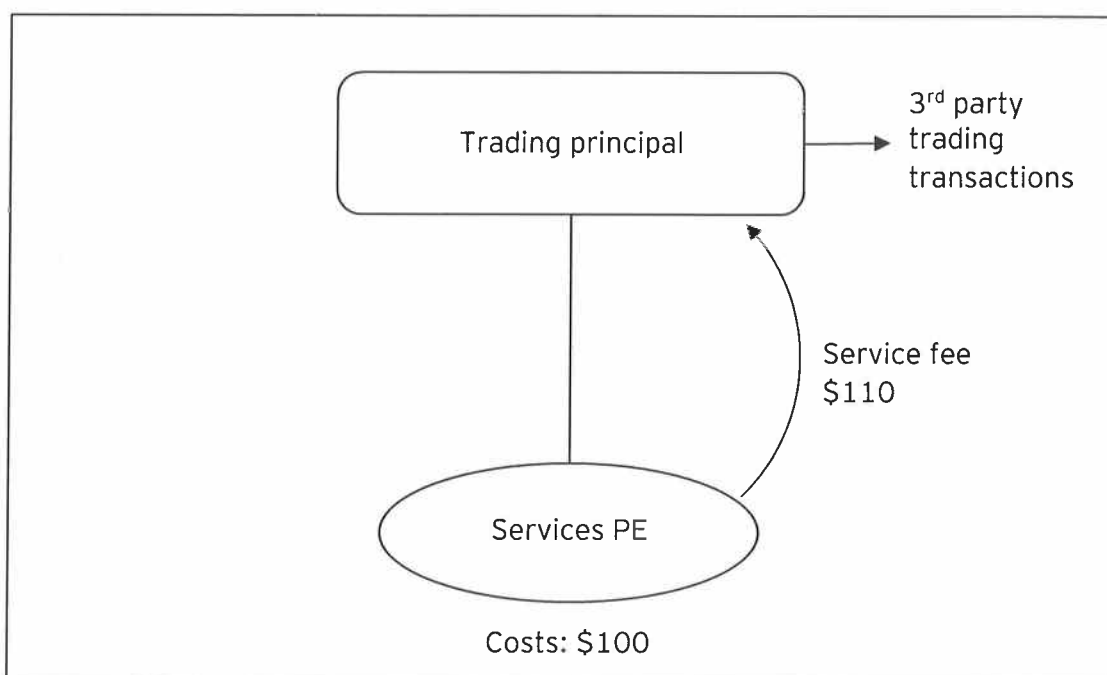 Trading principal
3rd party
trading
transactions
Service fee
$110
Services PE
Costs: $100